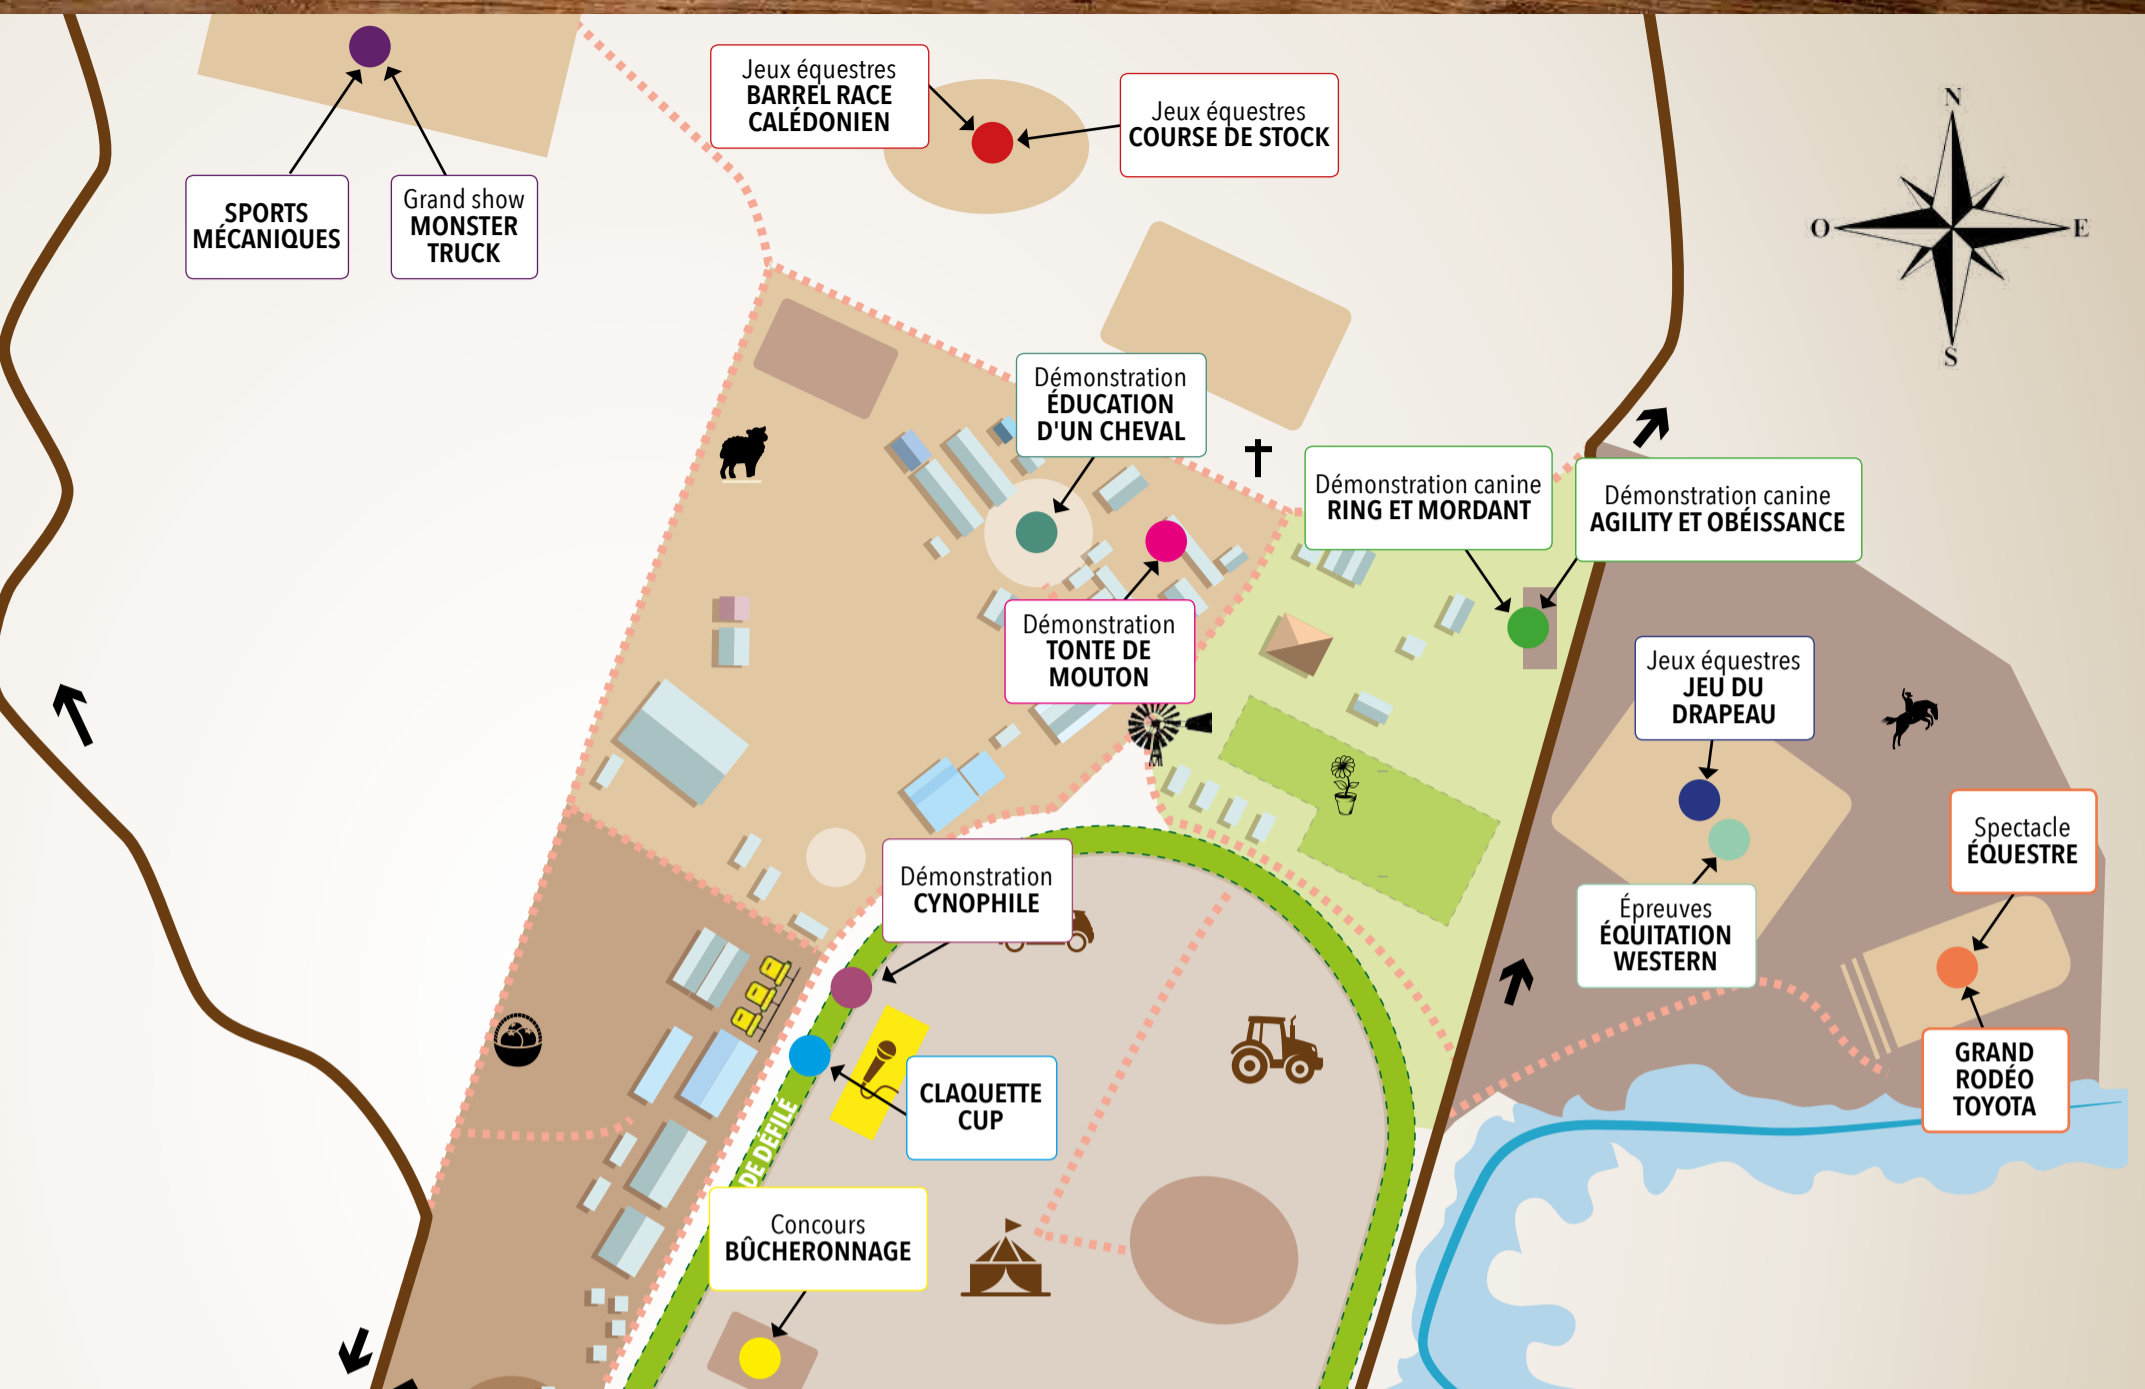 Jeux équestres
BARREL RACE
CALÉDONIEN
Jeux équestres
COURSE DE STOCK
N
O
E
S
SPORTS
MÉCANIQUES
Grand show
MONSTER
TRUCK
Démonstration
ÉDUCATION
D'UN CHEVAL
Démonstration canine
RING ET MORDANT
Démonstration canine
AGILITY ET OBÉISSANCE
Démonstration
TONTE DE
MOUTON
Jeux équestres
JEU DU
DRAPEAU
Spectacle
ÉQUESTRE
Démonstration
CYNOPHILE
Épreuves
ÉQUITATION
WESTERN
GRAND
RODÉO
TOYOTA
CLAQUETTE
CUP
DE DÉFILÉ
Concours
BÛCHERONNAGE